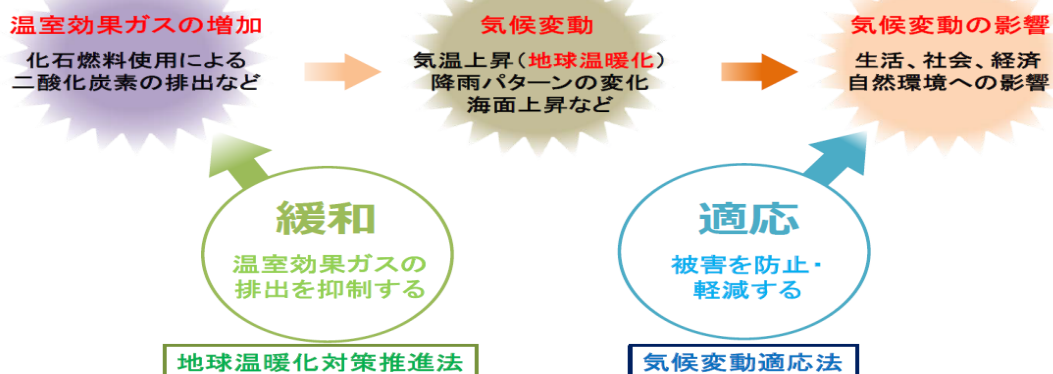 温室効果ガスの増加
化石燃料使用による
二酸化炭素の排出など
気候変動
気温上昇(地球温暖化)
降雨パターンの変化
海面上昇など
気候変動の影響
生活、社会、経済
自然環境への影響
緩和
温室効果ガスの
排出を抑制する
適応
被害を防止・
軽減する
地球温暖化対策推進法
気候変動適応法